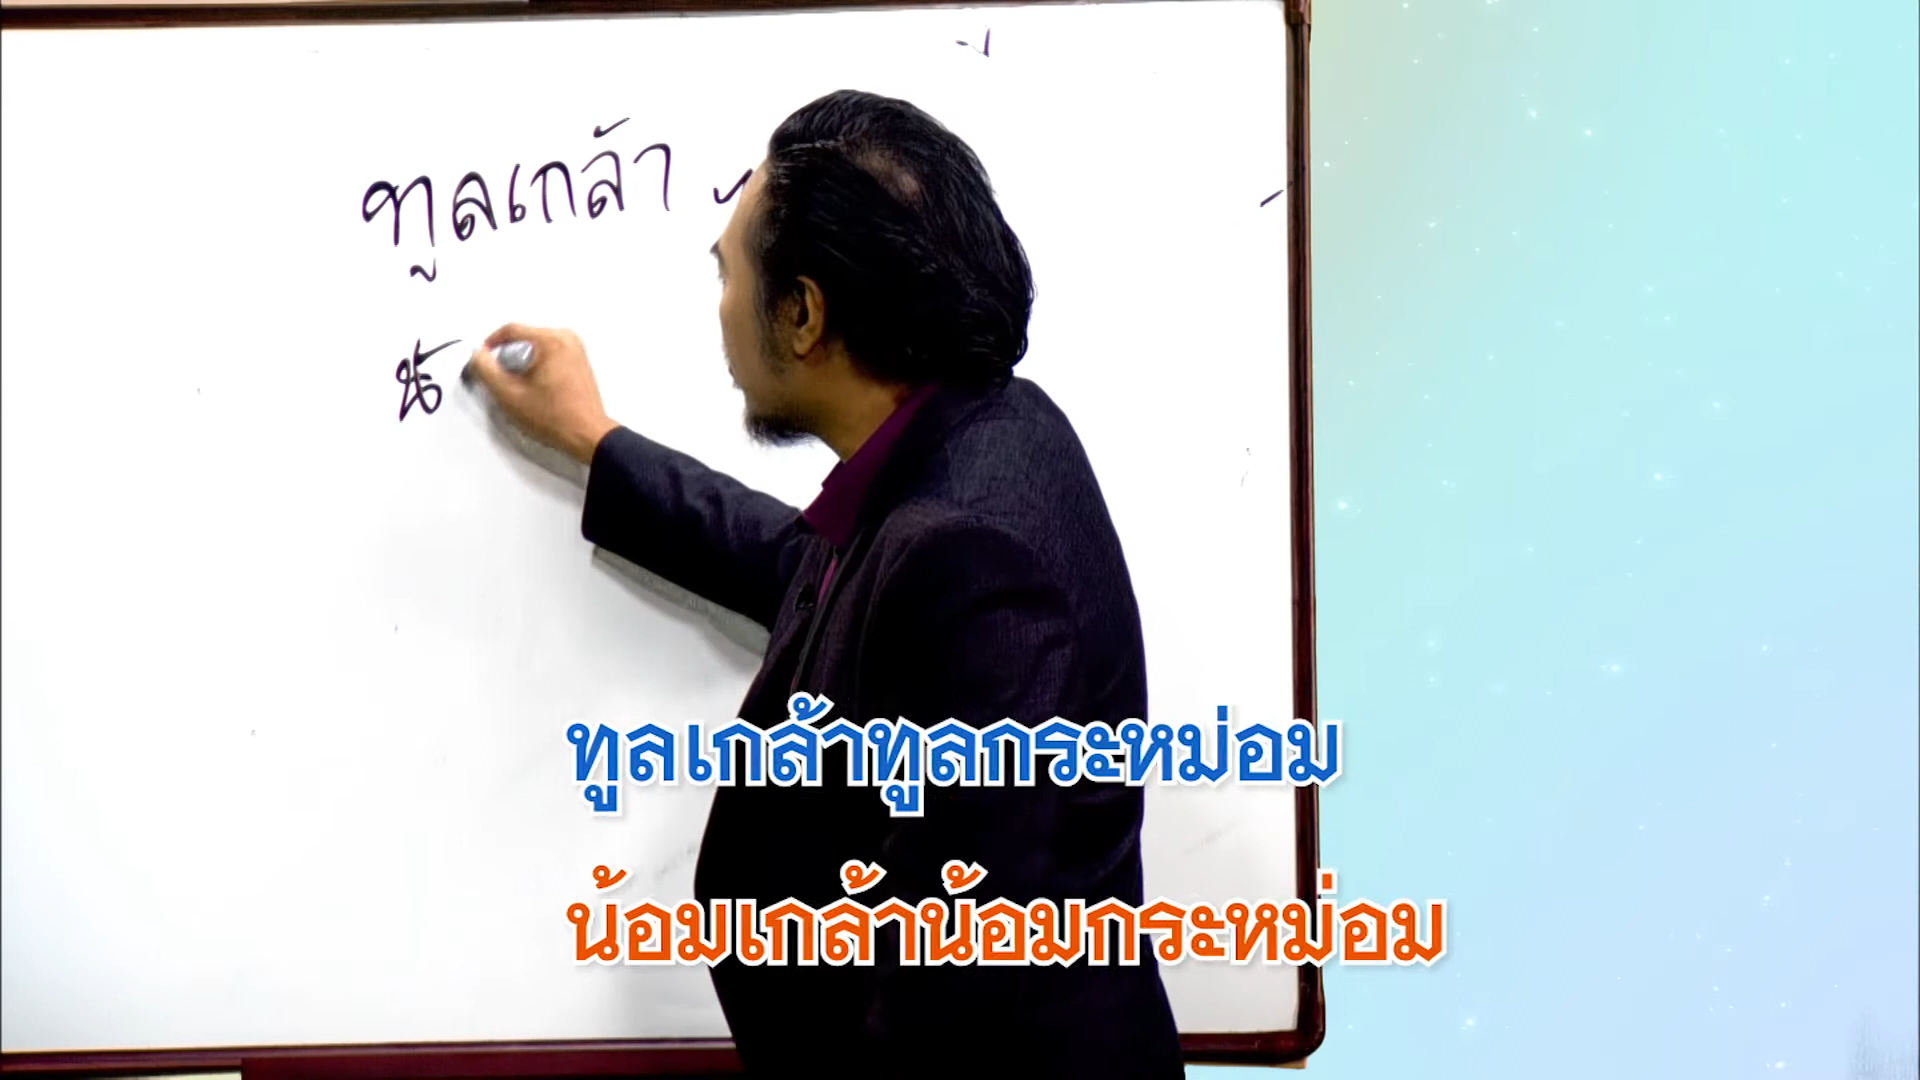 ทูลเกล้า
น้
ทูลเกล้าทูลกระหม่อม
น้อมเกล้าน้อมกระหม่อม